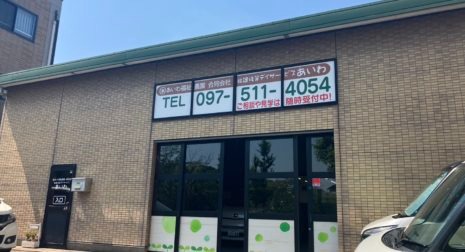 あいわ福祉農園 合同会社 放課後等デイサービス あいわ
TEL 097-511-4054
ご相談や見学は随時受付中!
入口